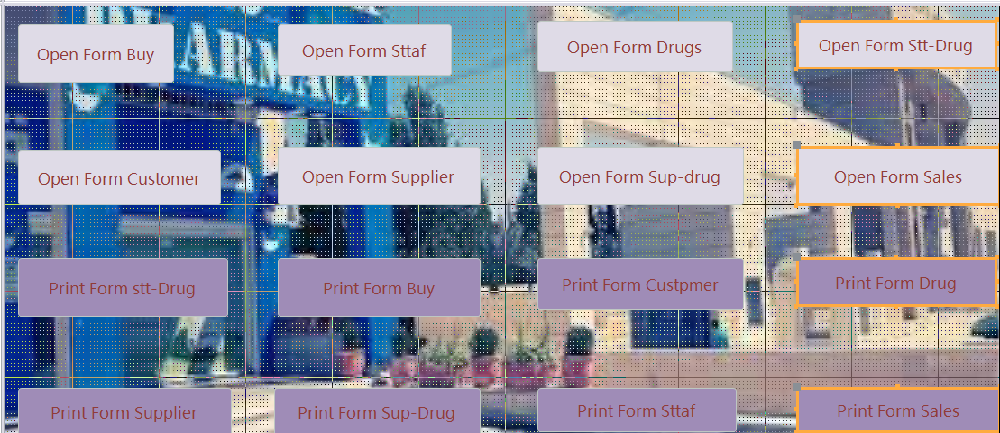 PHARMACY
Open Form Buy
Open Form Sttaf
Open Form Drugs
Open Form Stt-Drug
Open Form Customer
Open Form Supplier
Open Form Sup-drug
Open Form Sales
Print Form stt-Drug
Print Form Buy
Print Form Custpmer
Print Form Drug
Print Form Supplier
Print Form Sup-Drug
Print Form Sttaf
Print Form Sales